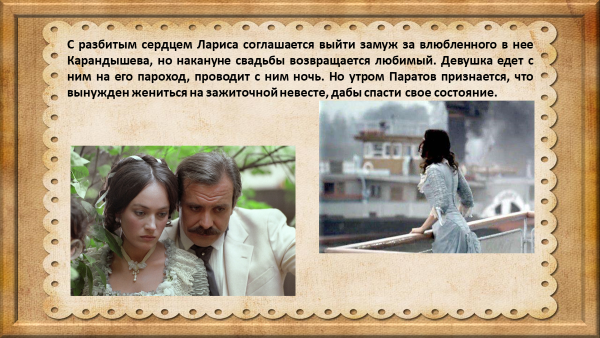 С разбитым сердцем Лариса соглашается выйти замуж за влюбленного в нее
Карандышева, но накануне свадьбы возвращается любимый. Девушка едет с
ним на его пароход, проводит с ним ночь. Но утром Паратов признается, что
вынужден жениться на зажиточной невесте, дабы спасти свое состояние.